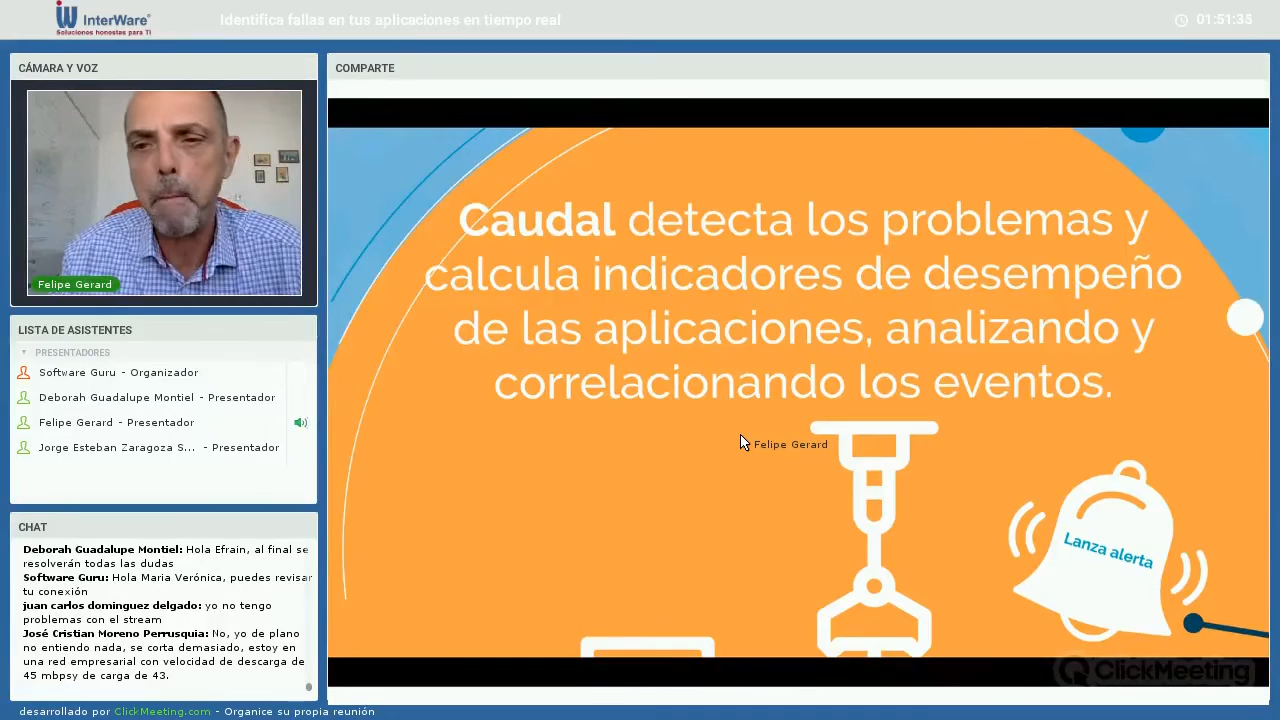 InterWare®
Soluciones honestas para TI
Identifica fallas en tus aplicaciones en tiempo real
01:51:35
CÁMARA Y VOZ
Felipe Gerard
LISTA DE ASISTENTES
PRESENTADORES
Software Guru - Organizador
Deborah Guadalupe Montiel - Presentador
Felipe Gerard - Presentador
Jorge Esteban Zaragoza S... - Presentador
CHAT
Deborah Guadalupe Montiel: Hola Efrain, al final se
resolverán todas las dudas
Software Guru: Hola Maria Verónica, puedes revisar
tu conexión
juan carlos dominguez delgado: yo no tengo
problemas con el stream
José Cristian Moreno Perrusquia: No, yo de plano
no entiendo nada, se corta demasiado, estoy en
una red empresarial con velocidad de descarga de
45 mbpsy de carga de 43.
COMPARTE
Caudal detecta los problemas y
calcula indicadores de desempeño
de las aplicaciones, analizando y
correlacionando los eventos.
Felipe Gerard
Lanza alerta
ClickMeeting
desarrollado por ClickMeeting.com - Organice su propia reunión